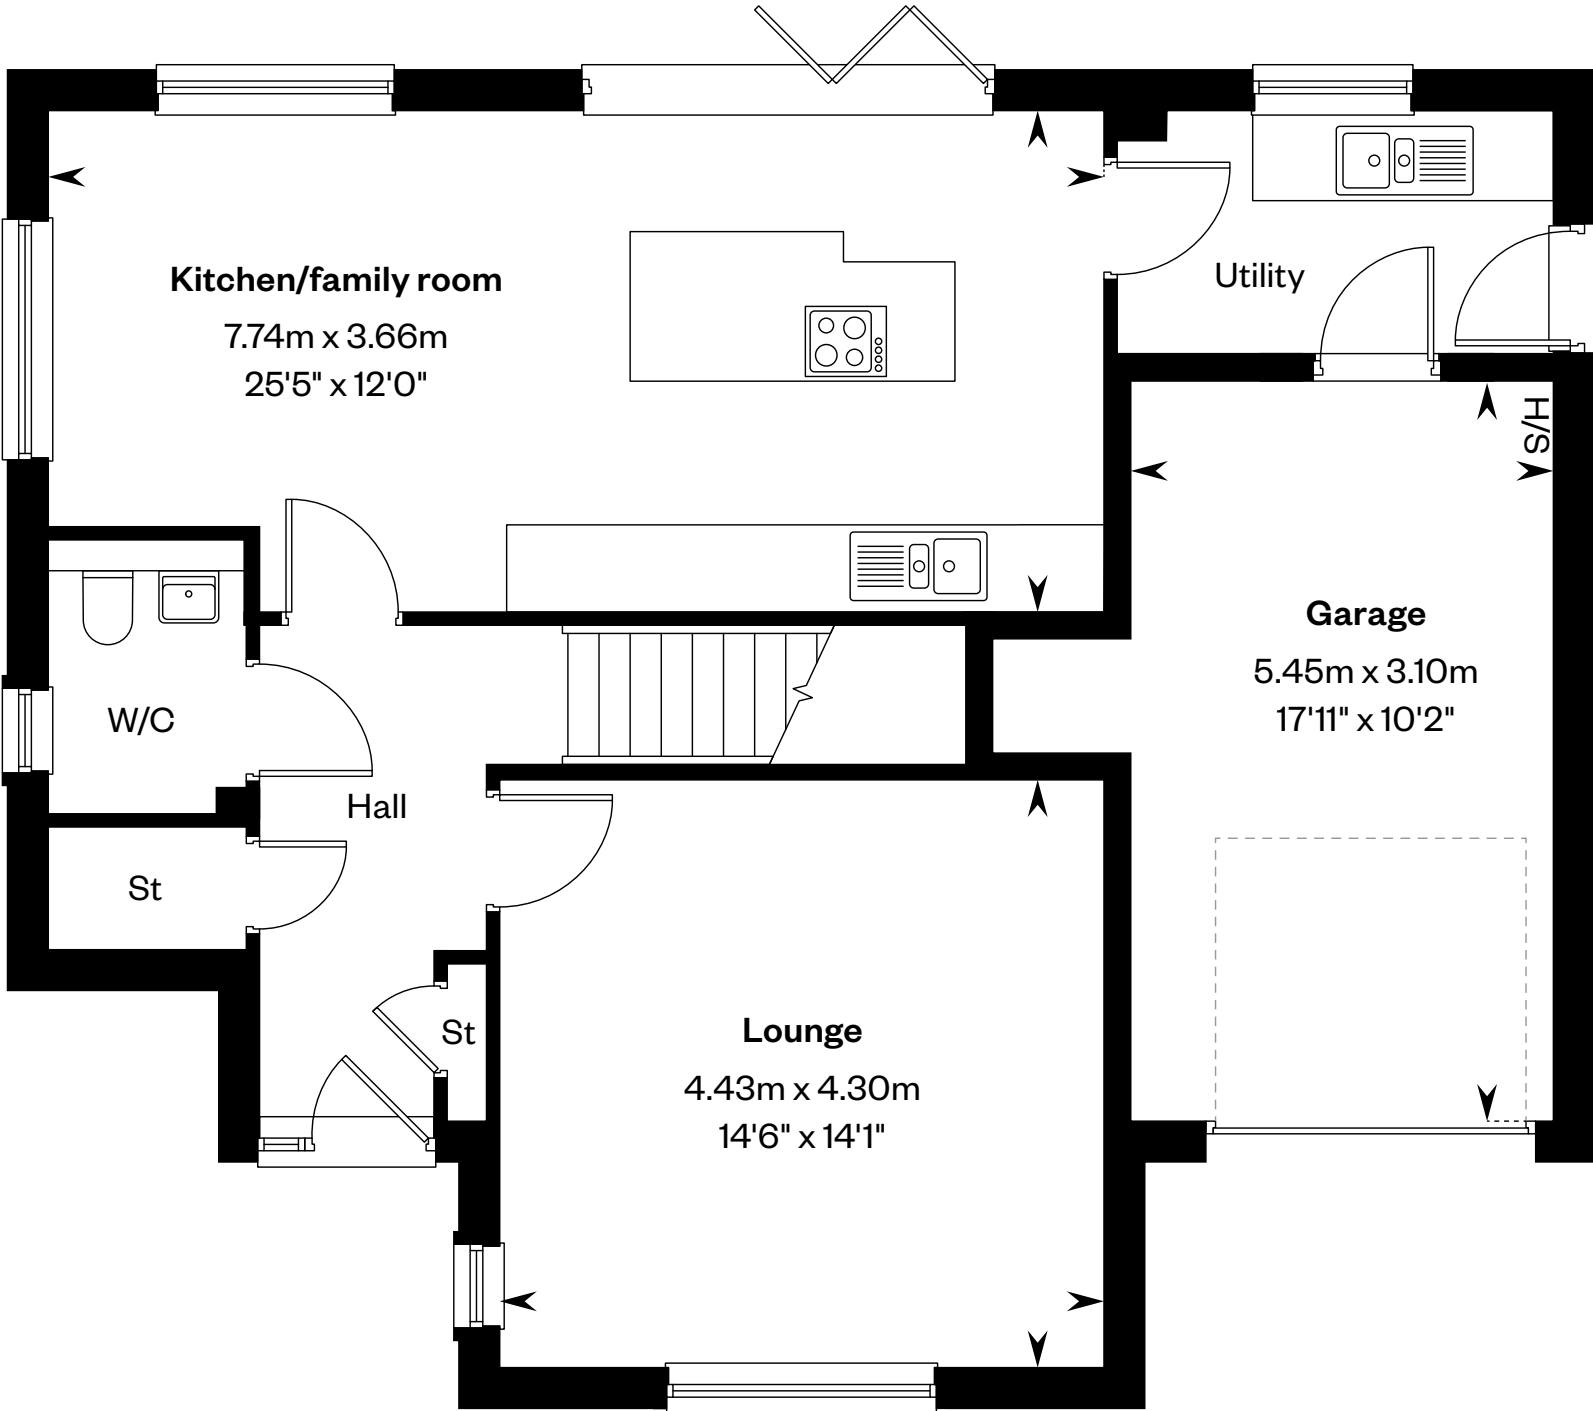 Kitchen/family room
7.74m x 3.66m
25'5" x 12'0"
Utility
H/S
Garage
5.45m x 3.10m
17'11" x 10'2"
W/C
Hall
St
St
Lounge
4.43m x 4.30m
14'6" x 14'1"